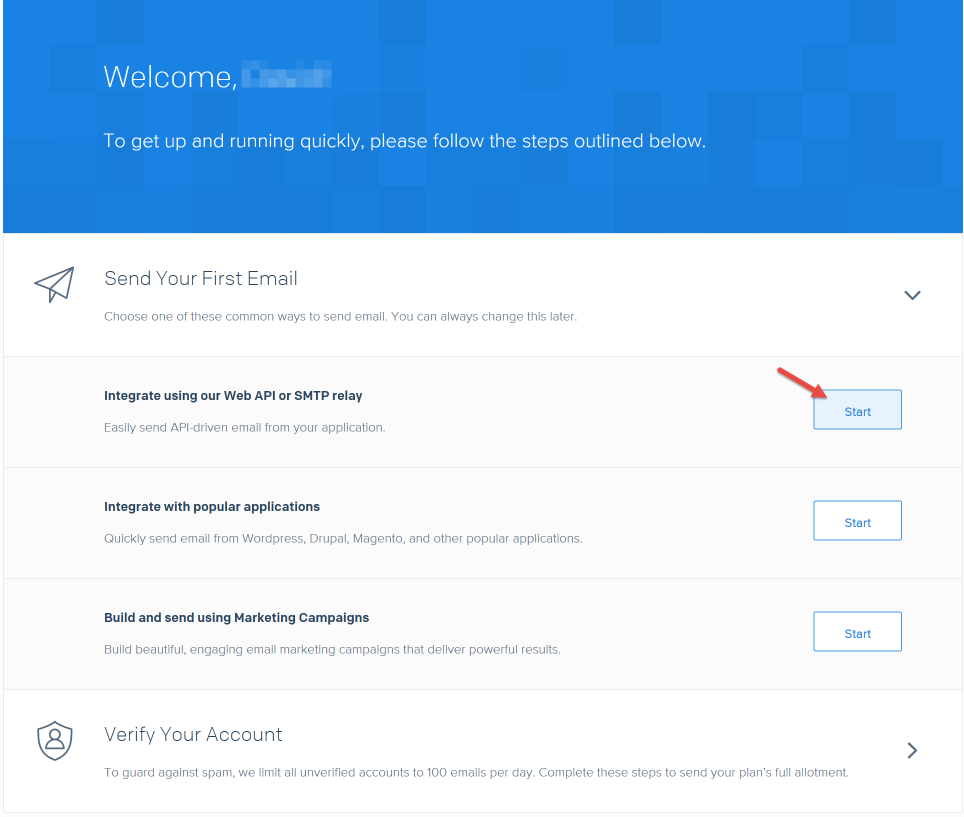 Welcome,
To get up and running quickly, please follow the steps outlined below.
Send Your First Email
Choose one of these common ways to send email. You can always change this later.
Integrate using our Web API or SMTP relay
Easily send API-driven email from your application.
Start
Integrate with popular applications
Quickly send email from Wordpress, Drupal, Magento, and other popular applications.
Start
Build and send using Marketing Campaigns
Build beautiful, engaging email marketing campaigns that deliver powerful results.
Start
Verify Your Account
To guard against spam, we limit all unverified accounts to 100 emails per day. Complete these steps to send your plan's full allotment.